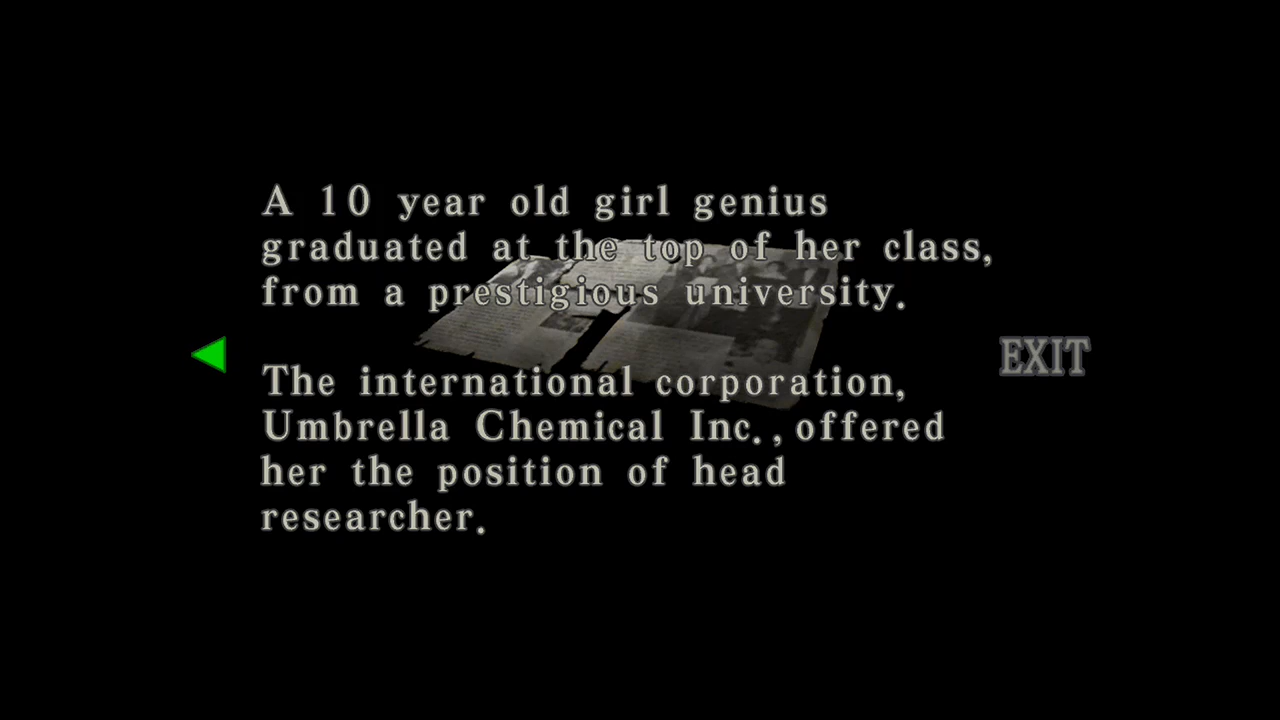 A 10 year old girl genius
graduated at the top of her class,
from a prestigious university.
The international corporation,
Umbrella Chemical Inc., offered
her the position of head
researcher.
EXIT